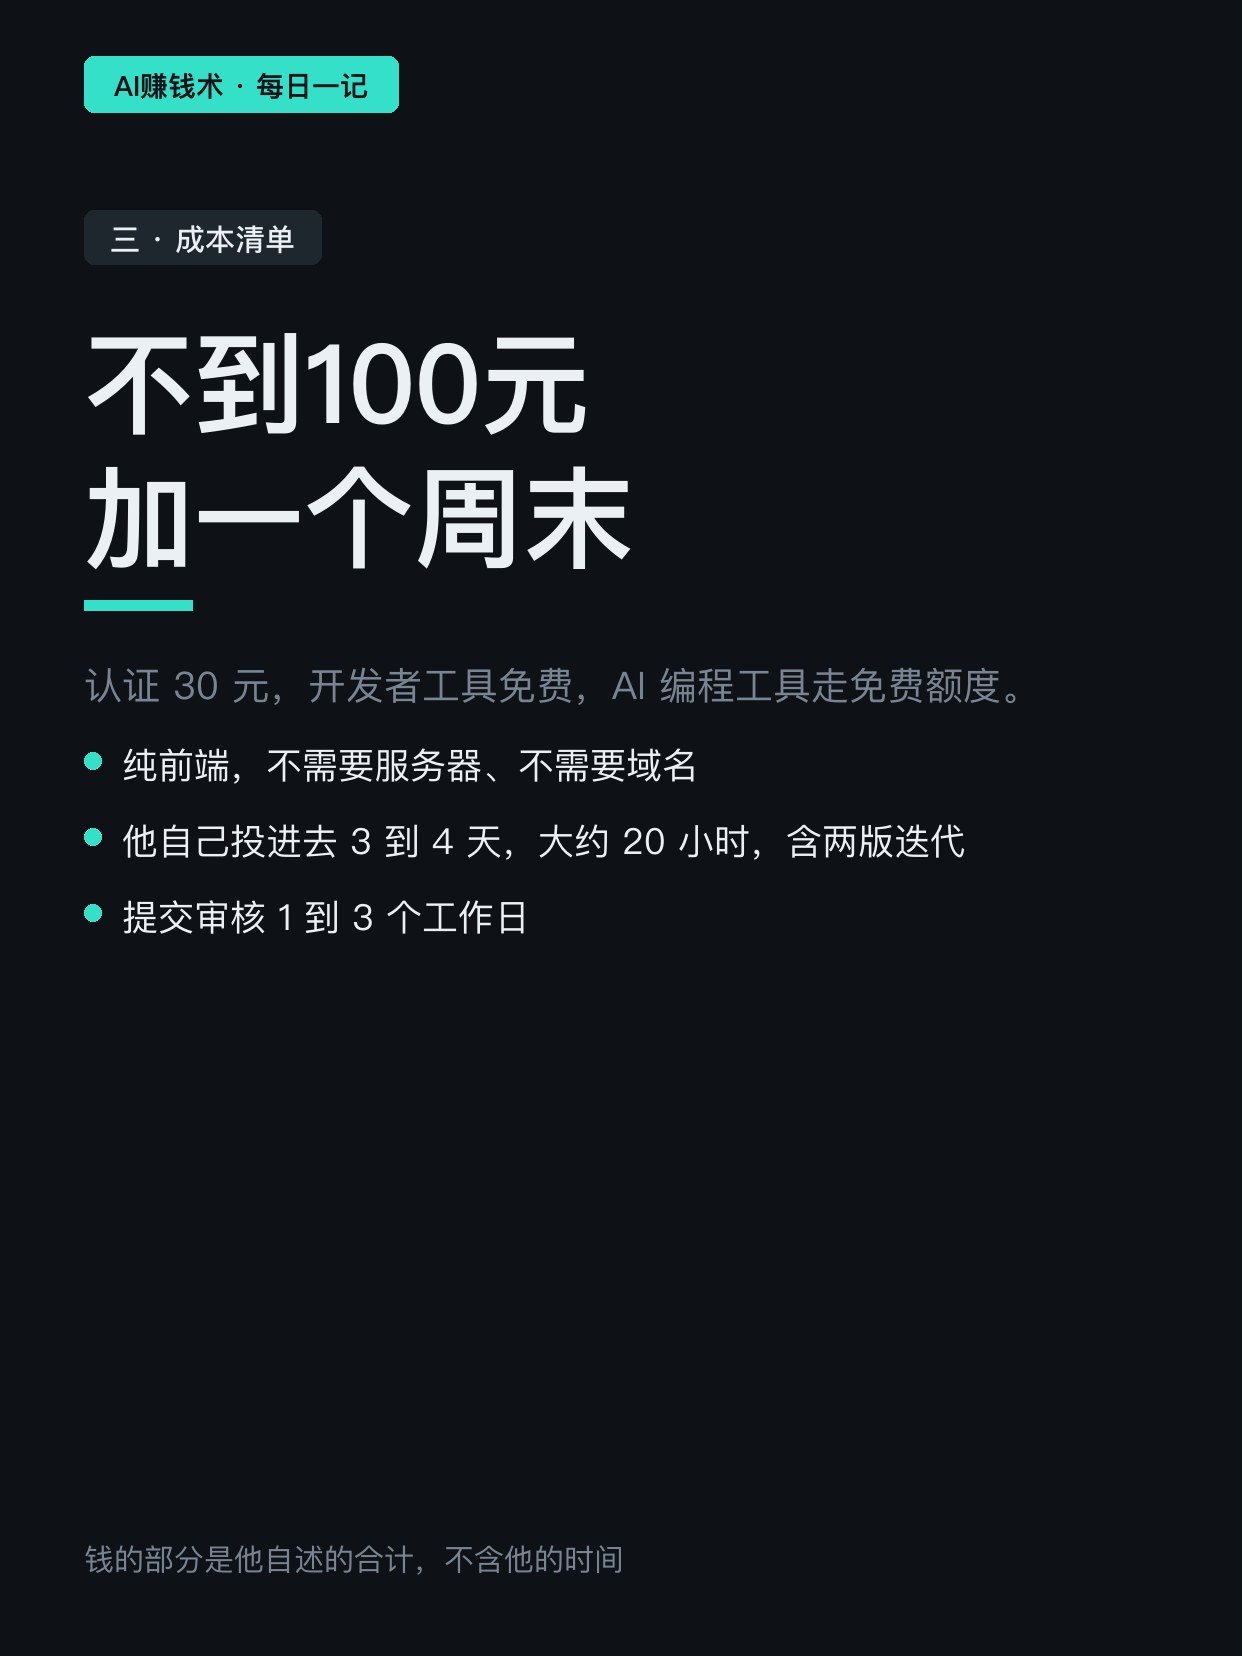 AI赚钱术 · 每日一记
三 · 成本清单
不到100元
加一个周末
认证 30 元，开发者工具免费，AI 编程工具走免费额度。
纯前端，不需要服务器、不需要域名
他自己投进去 3 到 4 天，大约 20 小时，含两版迭代
提交审核 1 到 3 个工作日
钱的部分是他自述的合计，不含他的时间